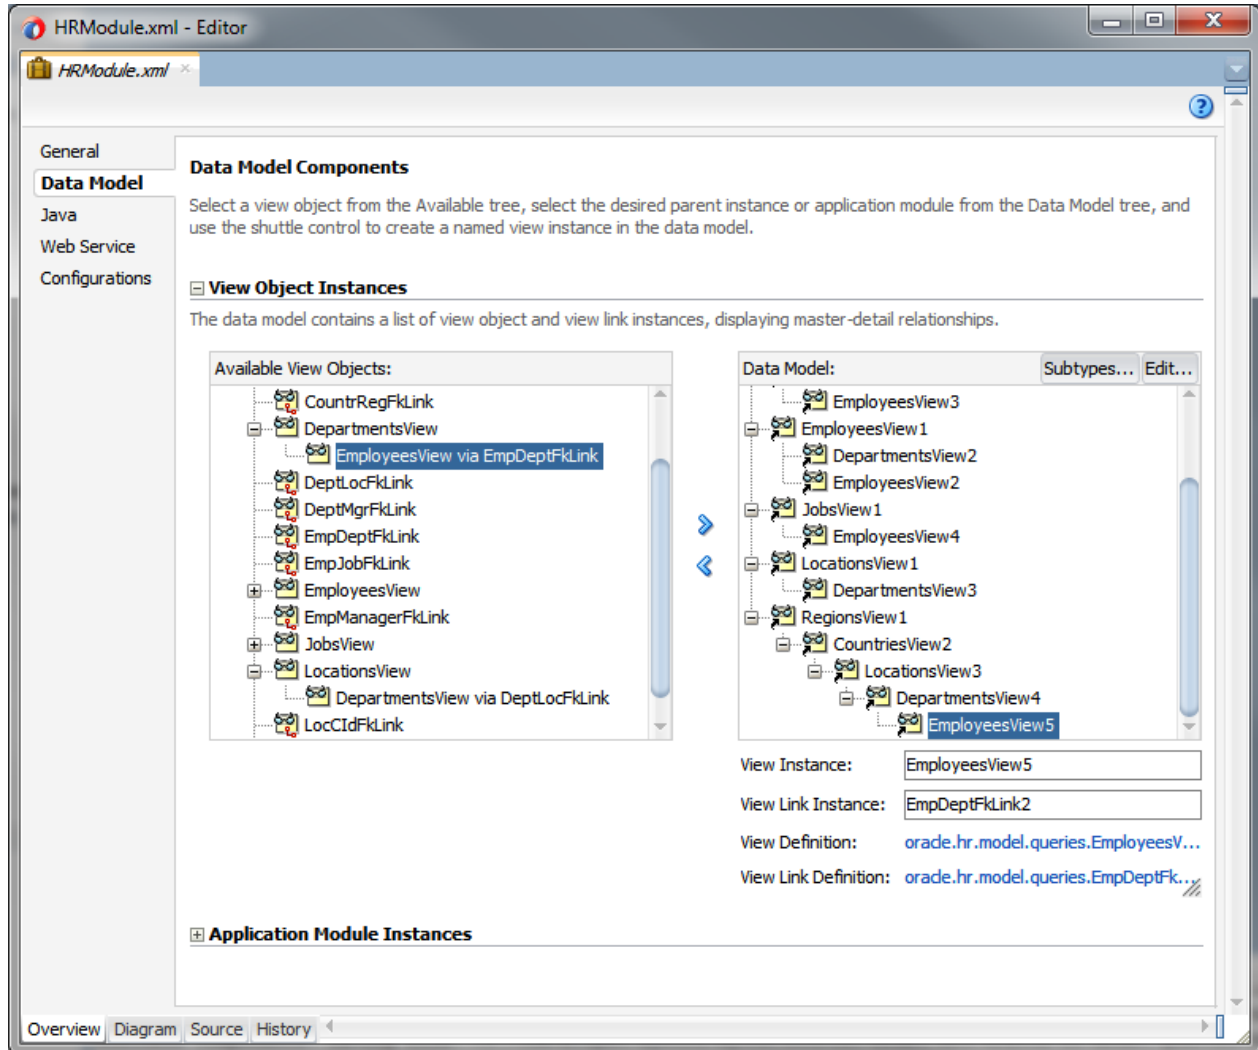 HRModule.xml - Editor
HRModule.xml
General
Data Model
Java
Web Service
Configurations
Data Model Components
Select a view object from the Available tree, select the desired parent instance or application module from the Data Model tree, and
use the shuttle control to create a named view instance in the data model.
View Object Instances
The data model contains a list of view object and view link instances, displaying master-detail relationships.
Available View Objects:
CountrRegFkLink
DepartmentsView
EmployeesView via EmpDeptFkLink
DeptLocFkLink
DeptMgrFkLink
EmpDeptFkLink
EmpJobFkLink
EmployeesView
EmpManagerFkLink
JobsView
LocationsView
DepartmentsView via DeptLocFkLink
LocCIdFkLink
Data Model: Subtypes... Edit...
EmployeesView3
EmployeesView1
DepartmentsView2
EmployeesView2
JobsView1
EmployeesView4
LocationsView1
DepartmentsView3
RegionsView1
CountriesView2
LocationsView3
DepartmentsView4
EmployeesView5
View Instance: EmployeesView5
View Link Instance: EmpDeptFkLink2
View Definition: oracle.hr.model.queries.EmployeesV...
View Link Definition: oracle.hr.model.queries.EmpDeptFk...
Application Module Instances
Overview Diagram Source History